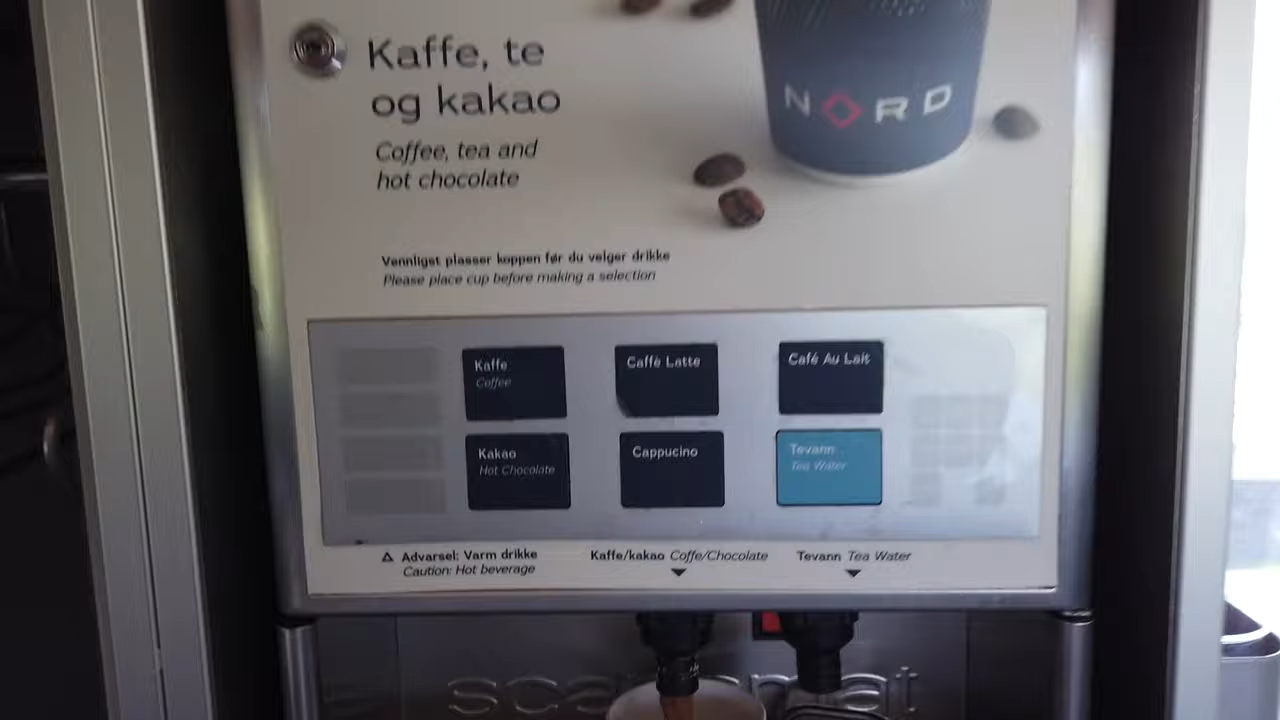 Kaffe, te
og kakao
Coffee, tea and
hot chocolate
NORD
Vennligst plasser koppen før du velger drikke
Please place cup before making a selection
Kaffe
Coffee
Caffè Latte
Café Au Lait
Kakao
Hot Chocolate
Cappucino
Tevann
Tea Water
Advarsel: Varm drikke
Caution: Hot beverage
Kaffe/kakao Coffe/Chocolate
Tevann Tea Water